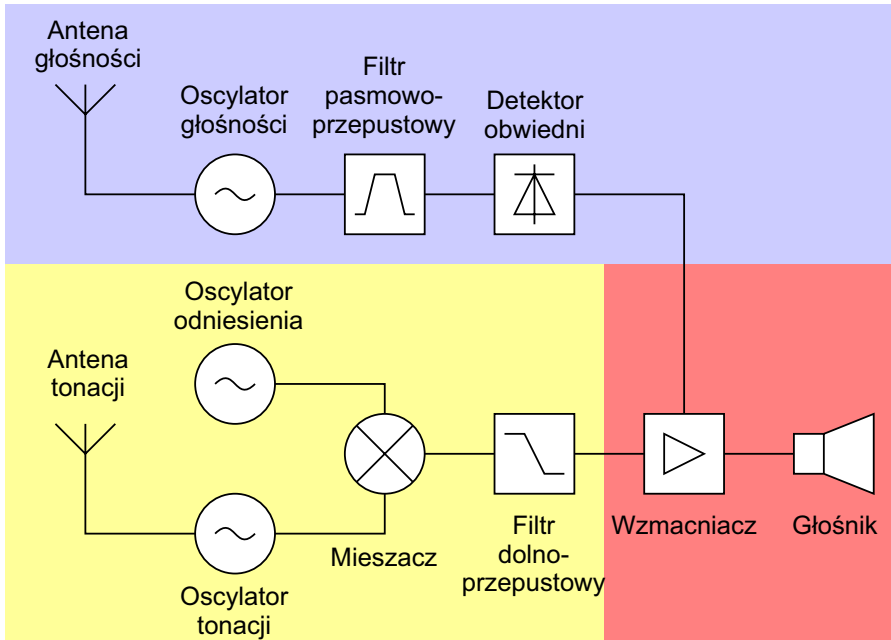 Antena
głośności
Oscylator
głośności
Filtr
pasmowo-
przepustowy
Detektor
obwiedni
Oscylator
odniesienia
Antena
tonacji
Oscylator
tonacji
Mieszacz
Filtr
dolno-
przepustowy
Wzmacniacz
Głośnik